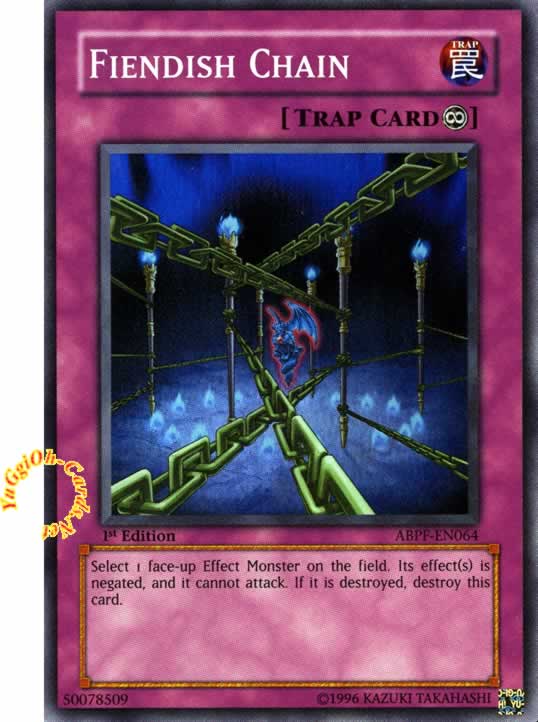 FIENDISH CHAIN
TRAP
罠
[TRAP CARD∞]
YuGgiOh-Cards.Net
1st Edition
ABPF-EN064
Select 1 face-up Effect Monster on the field. Its effect(s) is
negated, and it cannot attack. If it is destroyed, destroy this
card.
50078509
©1996 KAZUKI TAKAHASHI